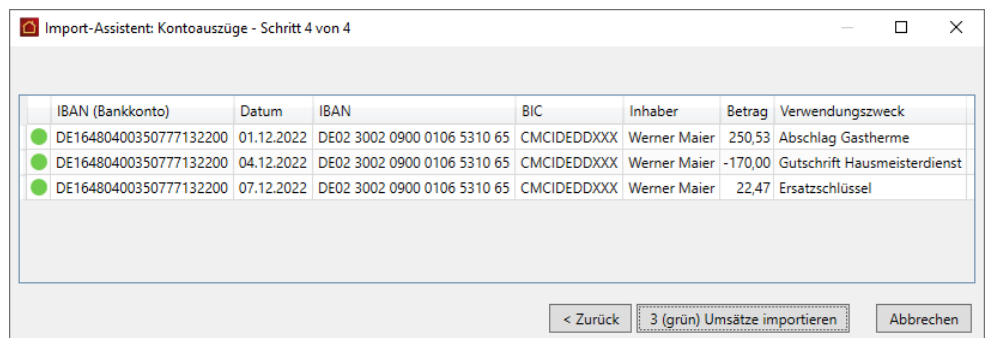 Import-Assistent: Kontoauszüge - Schritt 4 von 4
IBAN (Bankkonto) Datum IBAN BIC Inhaber Betrag Verwendungszweck
DE16480400350777132200 01.12.2022 DE02 3002 0900 0106 5310 65 CMCIDEDDXXX Werner Maier 250,53 Abschlag Gastherme
DE16480400350777132200 04.12.2022 DE02 3002 0900 0106 5310 65 CMCIDEDDXXX Werner Maier -170,00 Gutschrift Hausmeisterdienst
DE16480400350777132200 07.12.2022 DE02 3002 0900 0106 5310 65 CMCIDEDDXXX Werner Maier 22,47 Ersatzschlüssel
< Zurück 3 (grün) Umsätze importieren Abbrechen